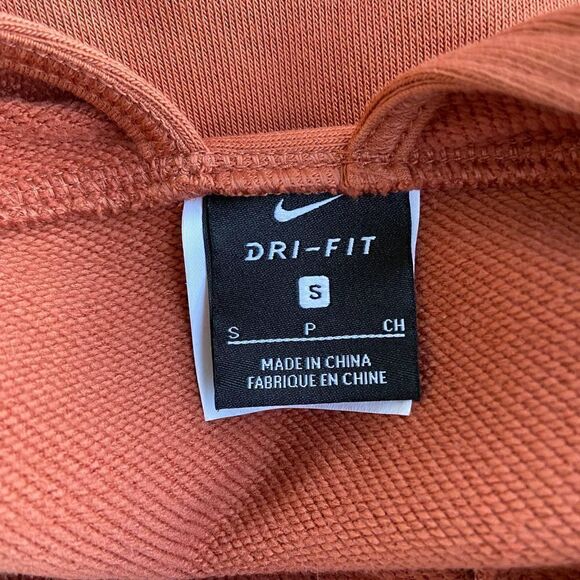 DRI-FIT
S
S P CH
MADE IN CHINA
FABRIQUE EN CHINE